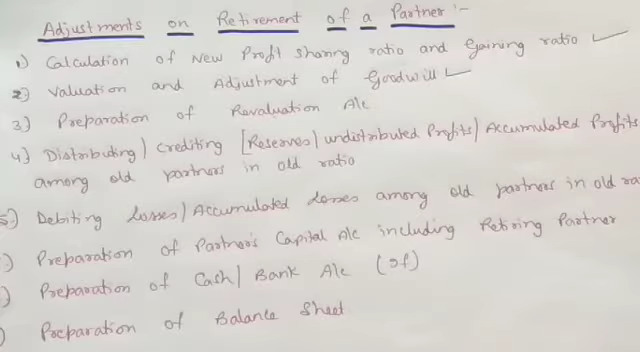 Adjustments on Retirement of a Partner :-
1) Calculation of New Profit sharing ratio and Gaining ratio
2) Valuation and Adjustment of Goodwill
3) Preparation of Revaluation A/c
4) Distributing / Crediting [Reserves / undistributed Profits / Accumulated Profits
among old partners in old ratio
5) Debiting Losses / Accumulated Losses among old partners in old ra
) Preparation of Partner's Capital A/c including Retiring Partner
) Preparation of Cash / Bank A/c (If)
) Preparation of Balance Sheet